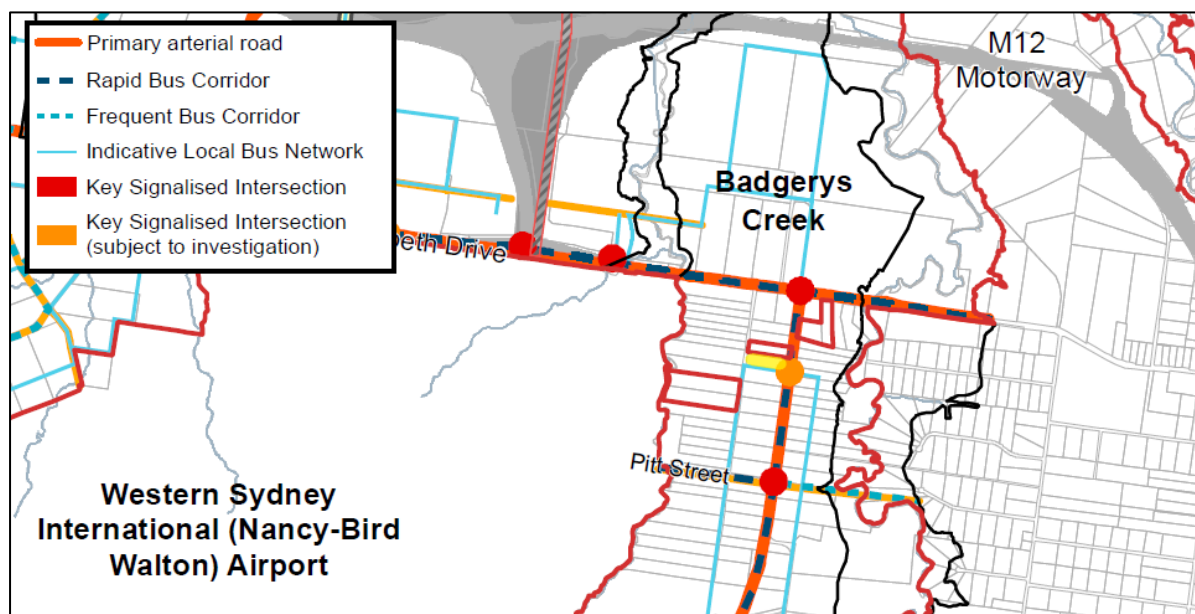 Primary arterial road
Rapid Bus Corridor
Frequent Bus Corridor
Indicative Local Bus Network
Key Signalised Intersection
Key Signalised Intersection
(subject to investigation)
M12
Motorway
Badgerys
Creek
beth Drive
Pitt Street
Western Sydney
International (Nancy-Bird
Walton) Airport